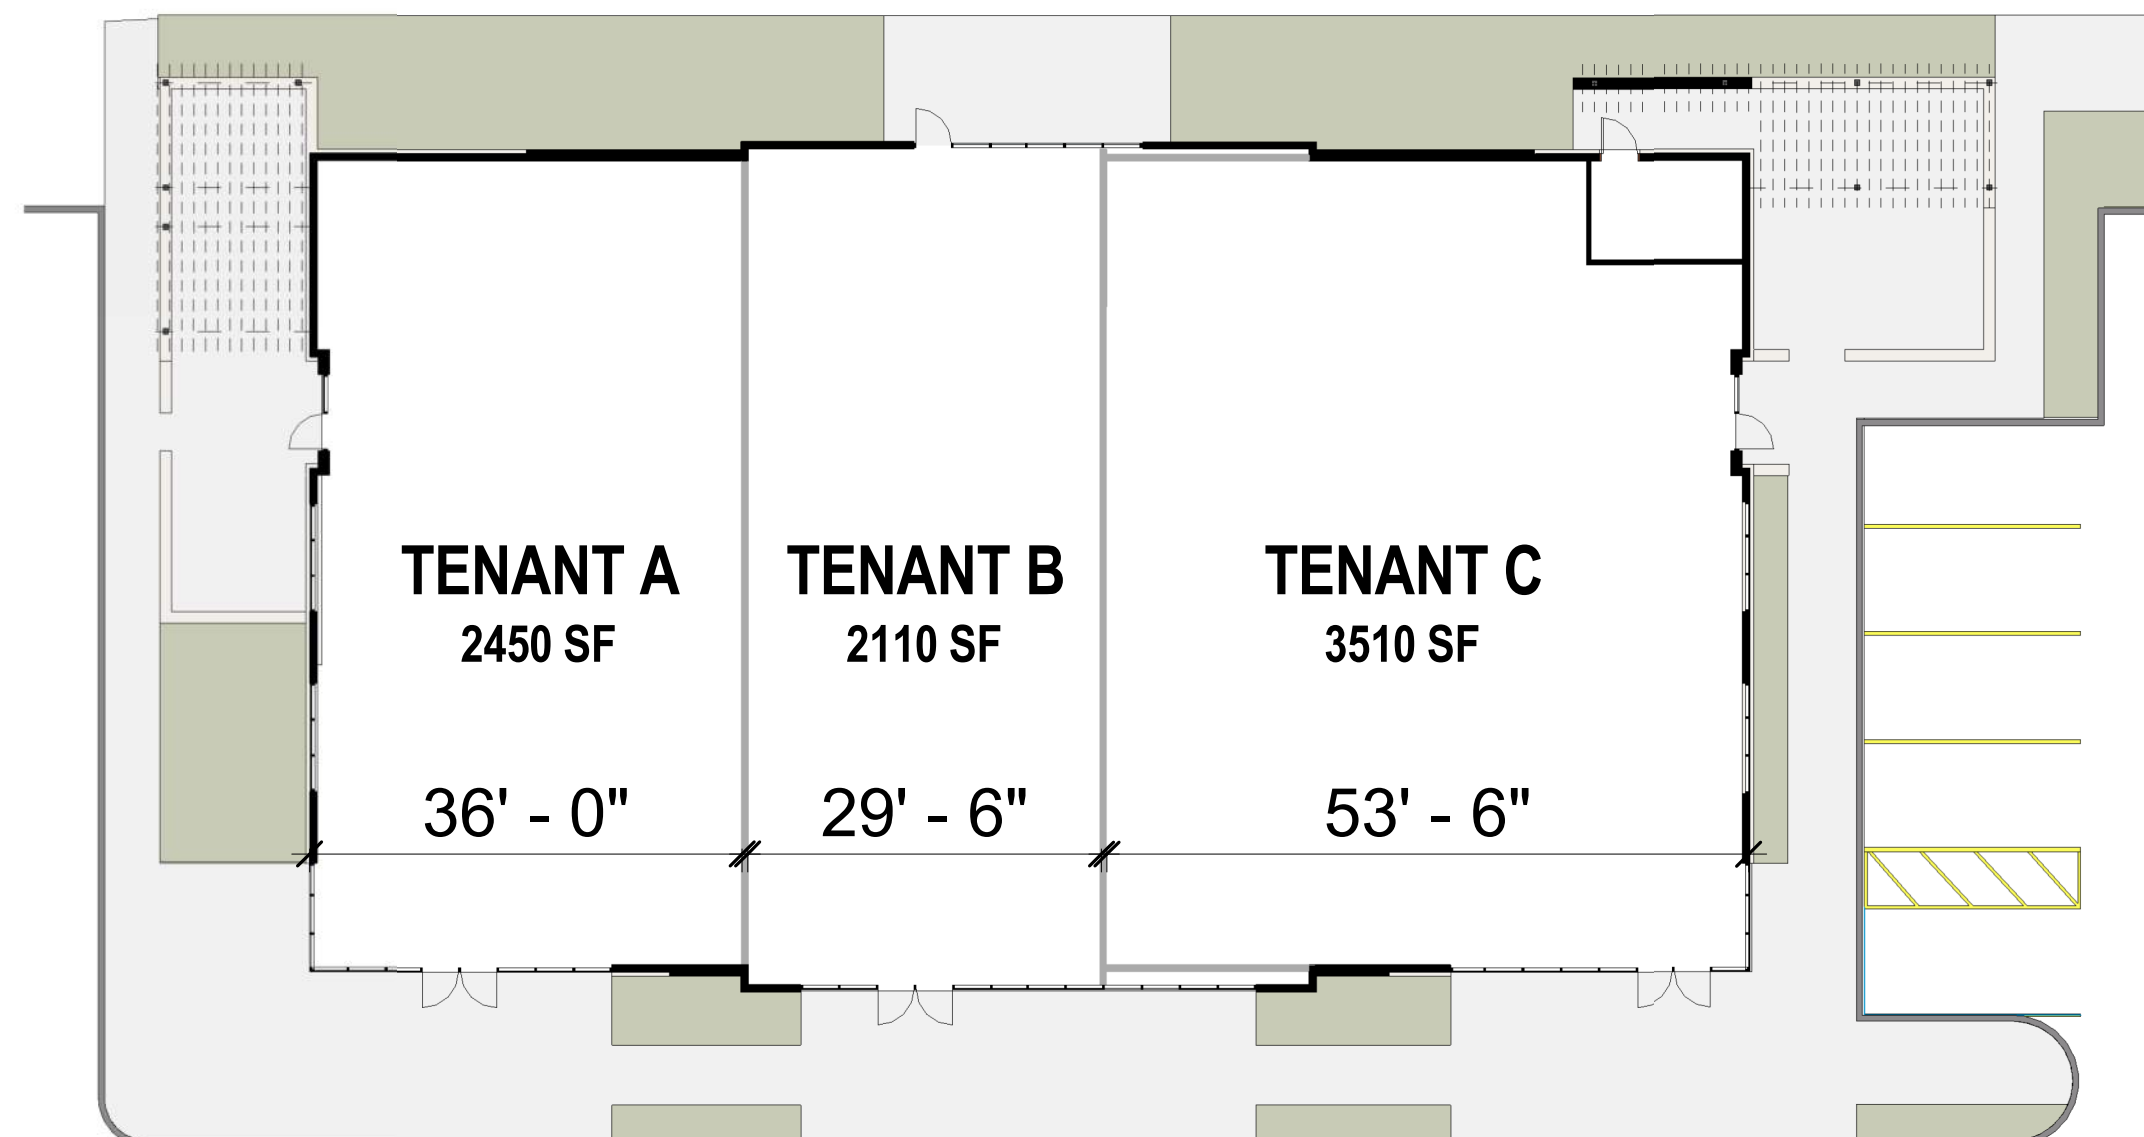 TENANT A
2450 SF
36' - 0"
TENANT B
2110 SF
29' - 6"
TENANT C
3510 SF
53' - 6"